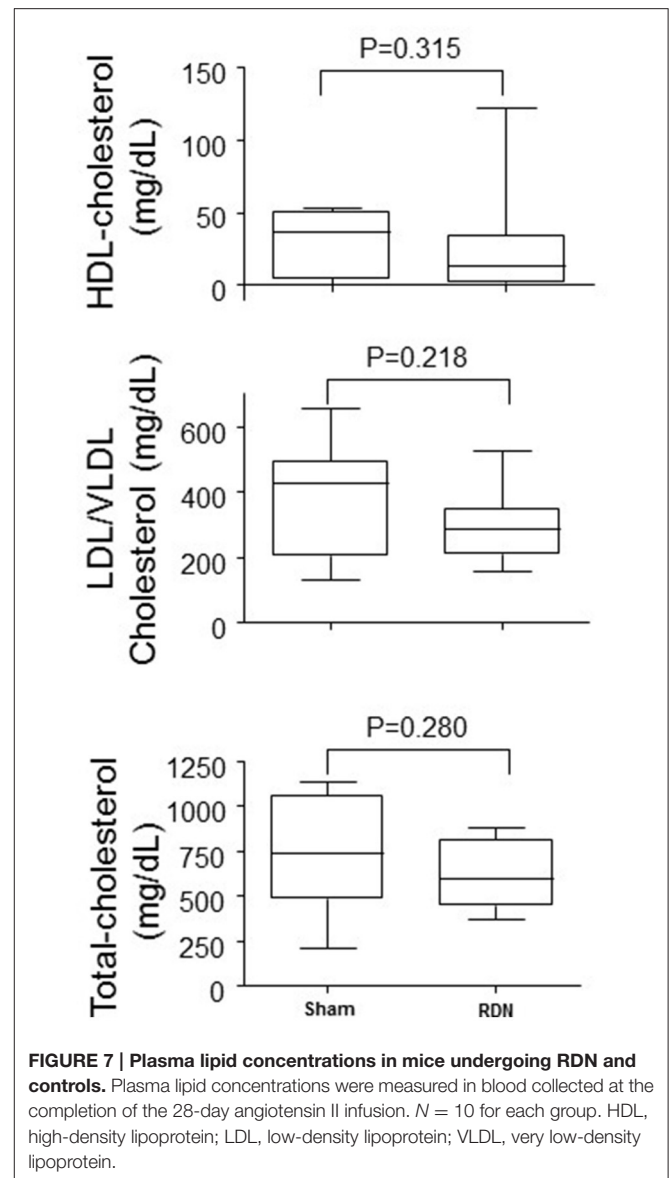 P=0.315
HDL-cholesterol
(mg/dL)
150
100
50
0
P=0.218
LDL/VLDL
Cholesterol (mg/dL)
600
400
200
0
P=0.280
Total-cholesterol
(mg/dL)
1250
1000
750
500
250
0
Sham RDN
FIGURE 7 | Plasma lipid concentrations in mice undergoing RDN and
controls. Plasma lipid concentrations were measured in blood collected at the
completion of the 28-day angiotensin II infusion. N = 10 for each group. HDL,
high-density lipoprotein; LDL, low-density lipoprotein; VLDL, very low-density
lipoprotein.